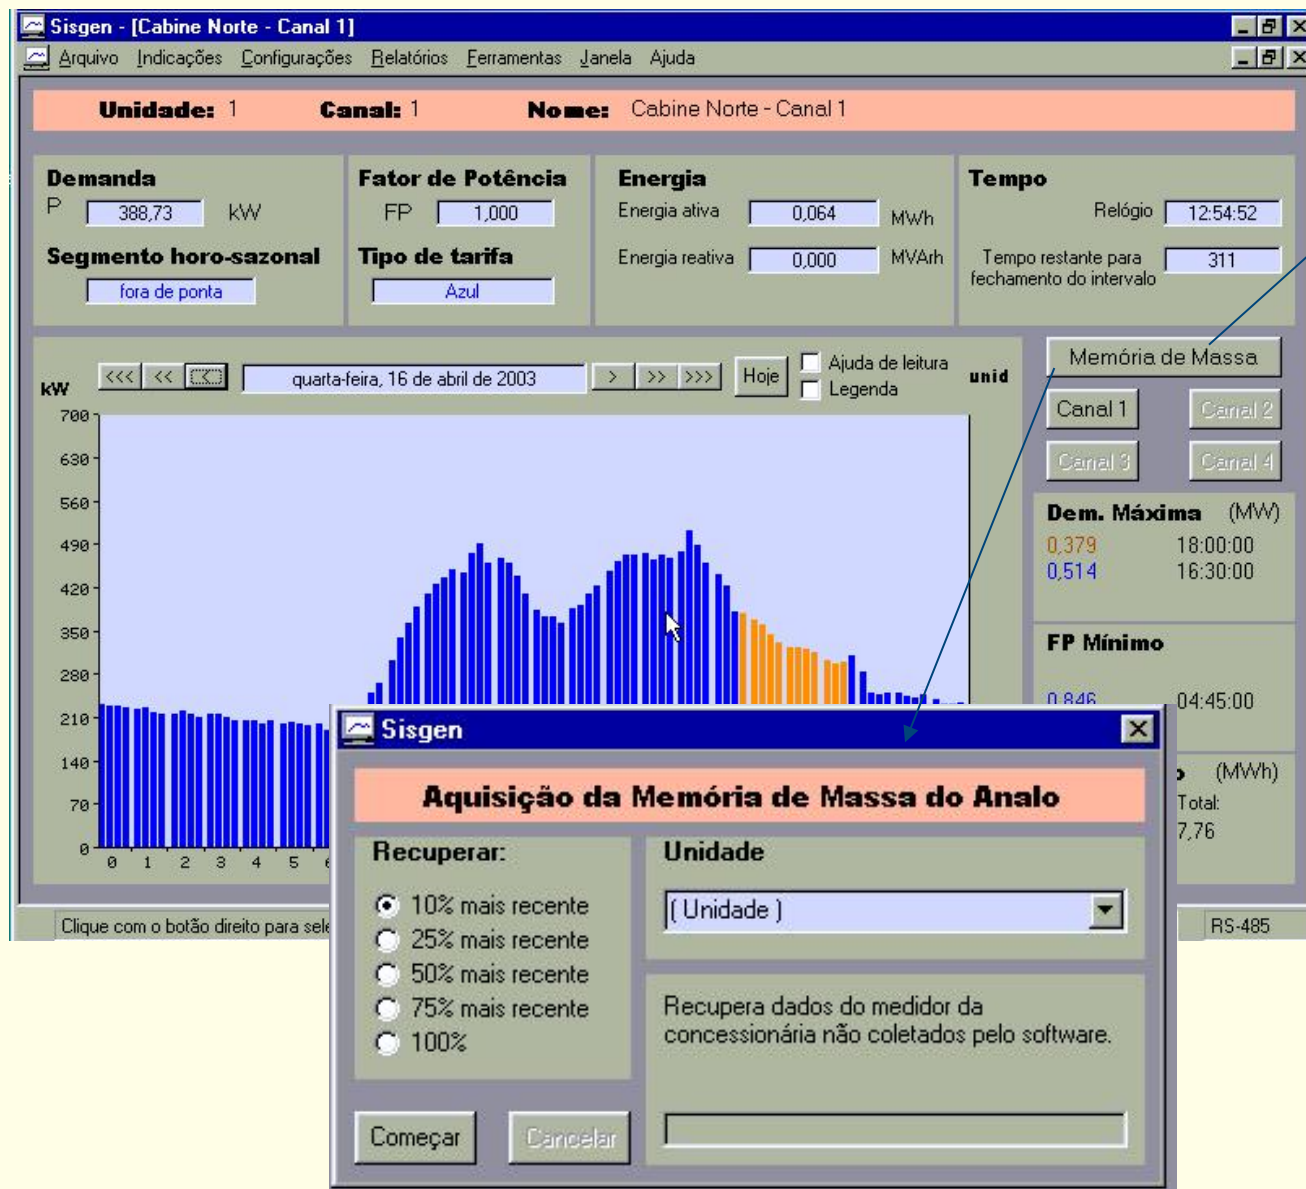 Sisgen - [Cabine Norte - Canal 1]
Arquivo Indicações Configurações Relatórios Ferramentas Janela Ajuda
Unidade: 1 Canal: 1 Nome: Cabine Norte - Canal 1
Demanda Fator de Potência Energia Tempo
P 388,73 kW FP 1,000 Energia ativa 0,064 MWh Relógio 12:54:52
Segmento horo-sazonal Tipo de tarifa Energia reativa 0,000 MVArh Tempo restante para
fechamento do intervalo 311
fora de ponta Azul
Memória de Massa
kW <<< << < quarta-feira, 16 de abril de 2003 > >> >>> Hoje Ajuda de leitura
Legenda
unid
Canal 1 Canal 2
Canal 3 Canal 4
700
630
560
490
420
350
280
210
140
70
0
0 1 2 3 4 5
Dem. Máxima (MW)
0,379 18:00:00
0,514 16:30:00
FP Mínimo
0,846 04:45:00
(MWh)
Total:
7,76
Clique com o botão direito para sele
RS-485
Sisgen
Aquisição da Memória de Massa do Analo
Recuperar: Unidade
10% mais recente
25% mais recente
50% mais recente
75% mais recente
100%
( Unidade )
Recupera dados do medidor da
concessionária não coletados pelo software.
Começar Cancelar